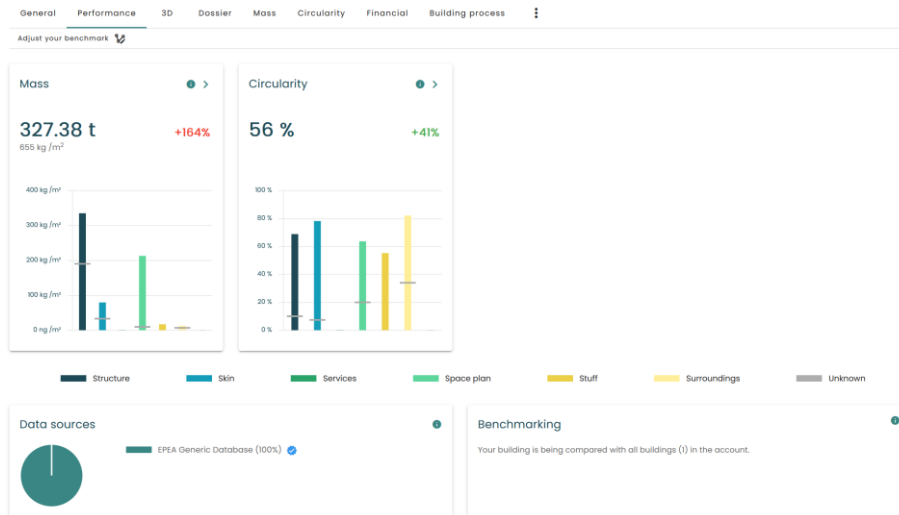 General Performance 3D Dossier Mass Circularity Financial Building process
Adjust your benchmark
Mass
327.38 t +164%
655 kg /m²
400 kg /m²
300 kg /m²
200 kg /m²
100 kg /m²
0 ng /m²
Circularity
56 % +41%
100 %
80 %
60 %
40 %
20 %
0 %
Structure Skin Services Space plan Stuff Surroundings Unknown
Data sources
EPEA Generic Database (100%)
Benchmarking
Your building is being compared with all buildings (1) in the account.